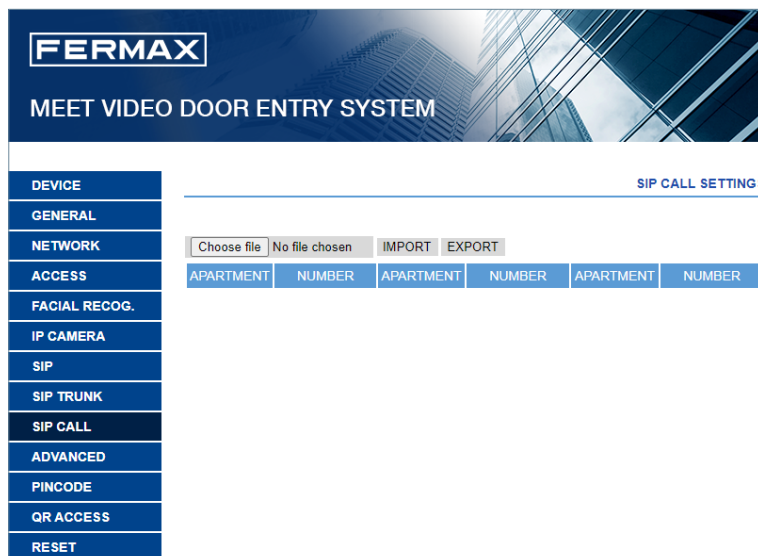 FERMAX
MEET VIDEO DOOR ENTRY SYSTEM
SIP CALL SETTING
DEVICE
GENERAL
NETWORK
ACCESS
FACIAL RECOG.
IP CAMERA
SIP
SIP TRUNK
SIP CALL
ADVANCED
PINCODE
QR ACCESS
RESET
Choose file No file chosen IMPORT EXPORT
APARTMENT NUMBER APARTMENT NUMBER APARTMENT NUMBER